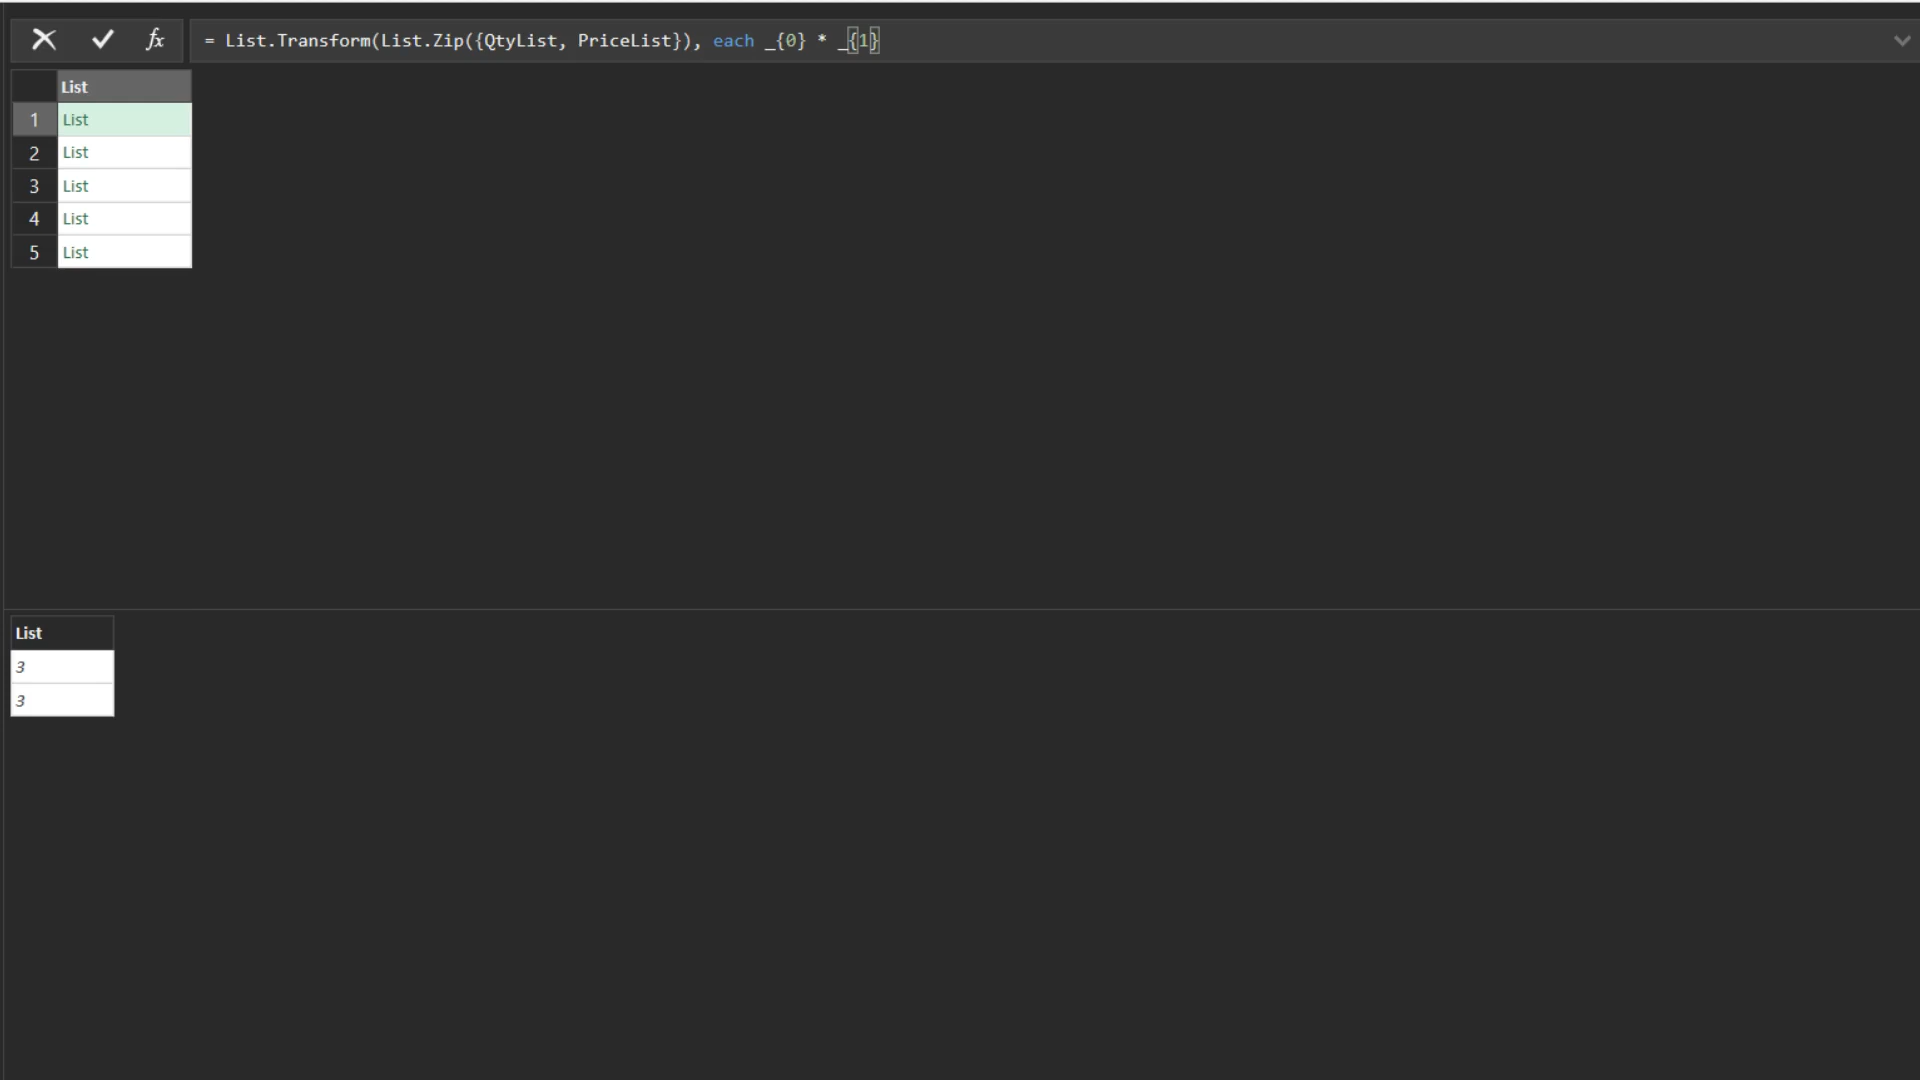 fx = List.Transform(List.Zip({QtyList, PriceList}), each _{0} * _{1}
List
1 List
2 List
3 List
4 List
5 List
List
3
3